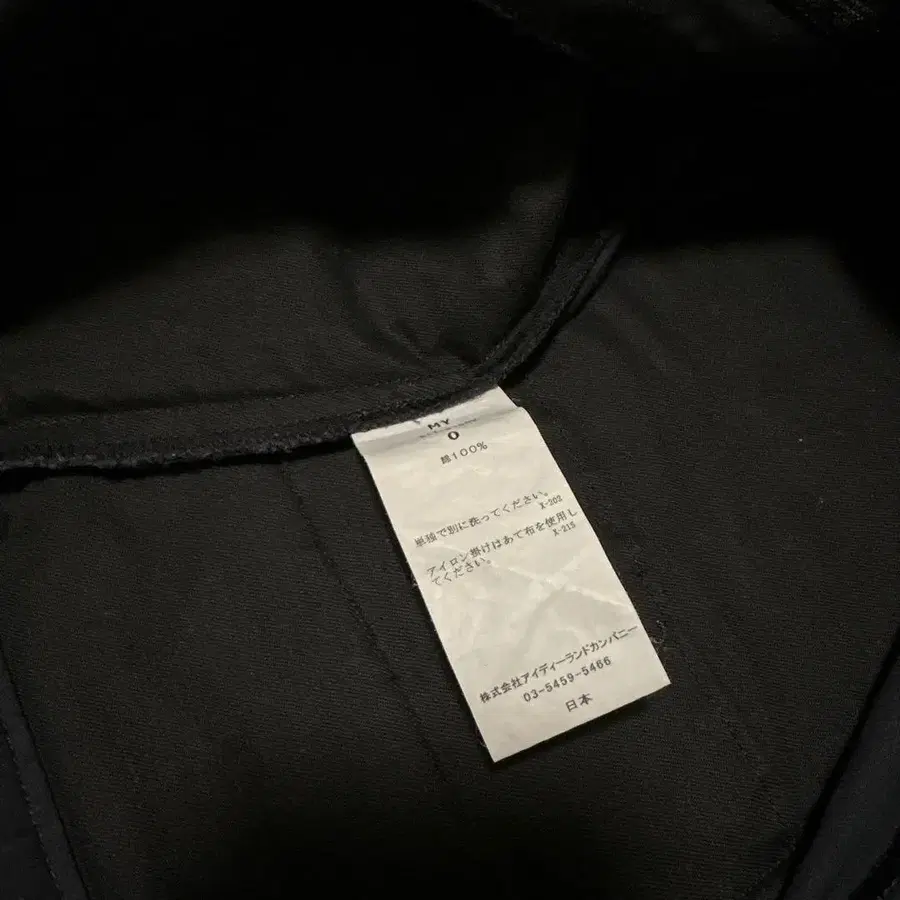 MY
0
綿100%
単独で別に洗ってください。
X-202
アイロン掛けはあて布を使用し
てください。
X-215
株式会社アイディーランドカンパニー
03-5459-5466
日本